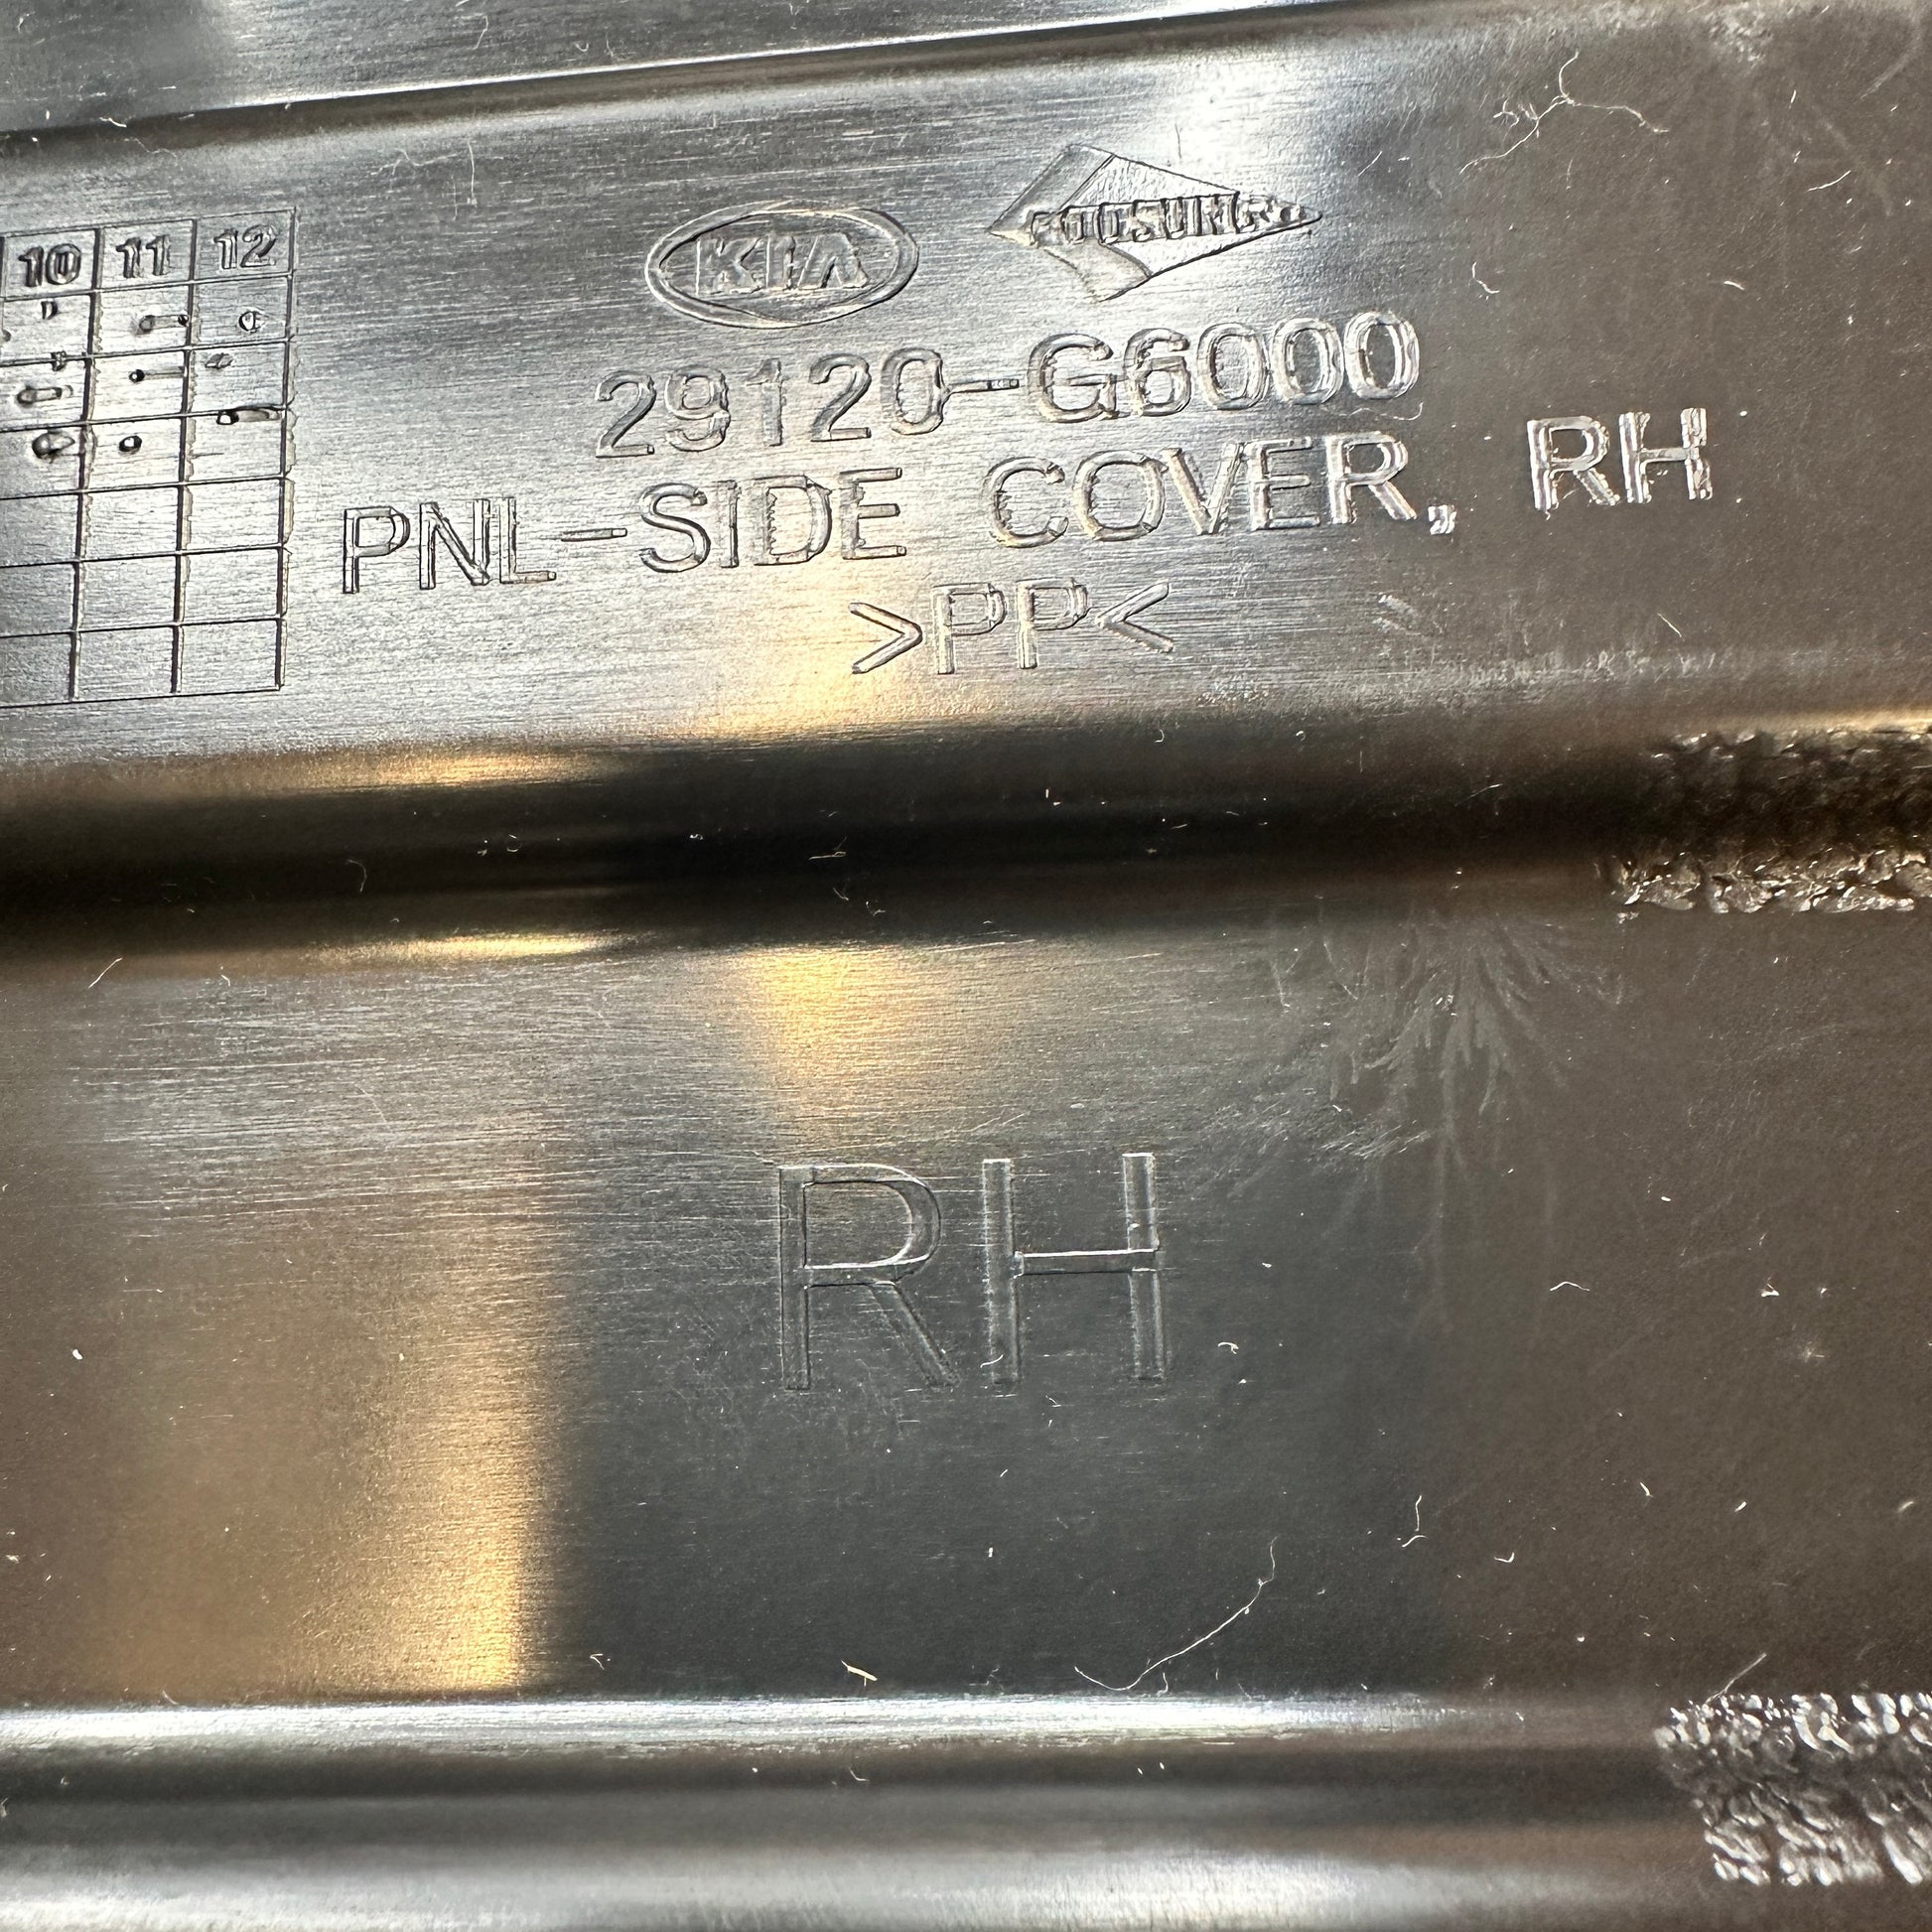 10 11 12
KIA
29120-G6000
PNL-SIDE COVER, RH
>PP<
RH